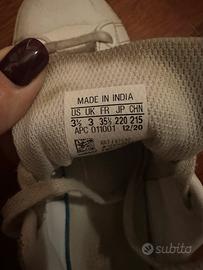 MADE IN INDIA
US UK FR JP CHN
3½ 3 35½ 220 215
APC 011001 12/20
subito